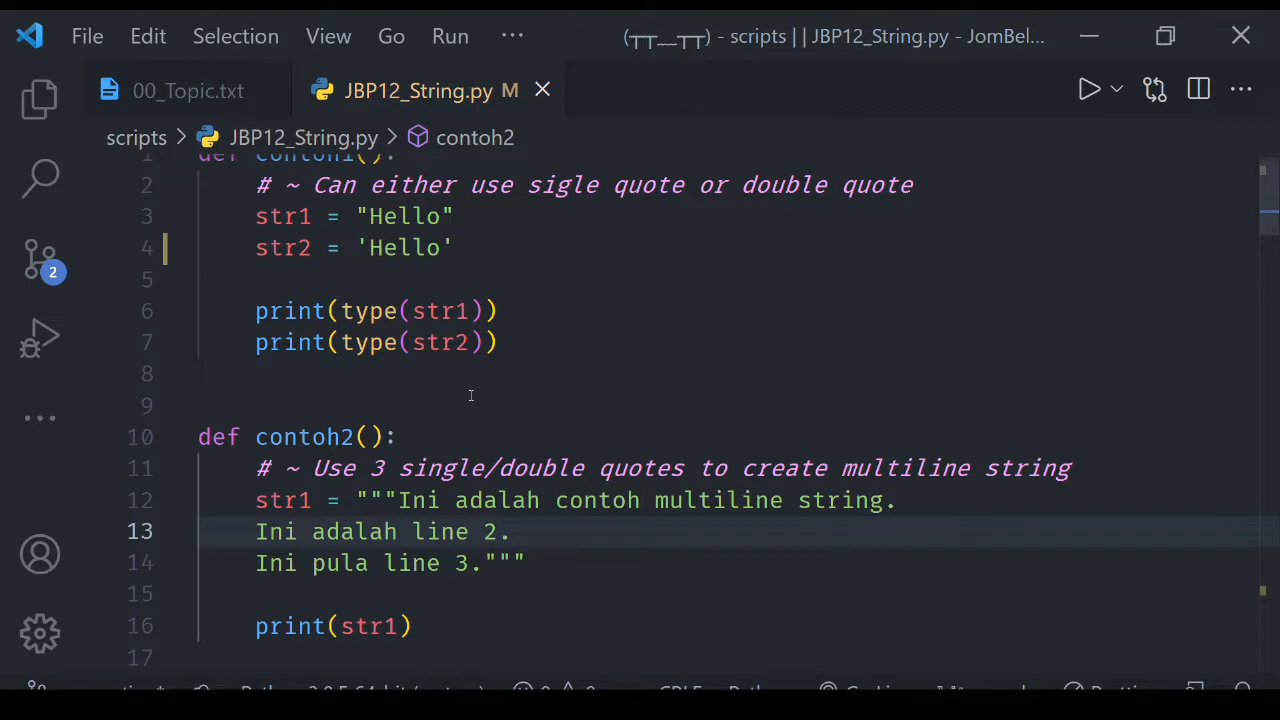 File Edit Selection View Go Run ···
(┬┬﹏┬┬) - scripts | | JBP12_String.py - JomBel…
00_Topic.txt JBP12_String.py M
scripts > JBP12_String.py > contoh2
1 def contoh1():
2 # ~ Can either use sigle quote or double quote
3 str1 = "Hello"
4 str2 = 'Hello'
5
6 print(type(str1))
7 print(type(str2))
8
9
10 def contoh2():
11 # ~ Use 3 single/double quotes to create multiline string
12 str1 = """Ini adalah contoh multiline string.
13 Ini adalah line 2.
14 Ini pula line 3."""
15
16 print(str1)
17
2